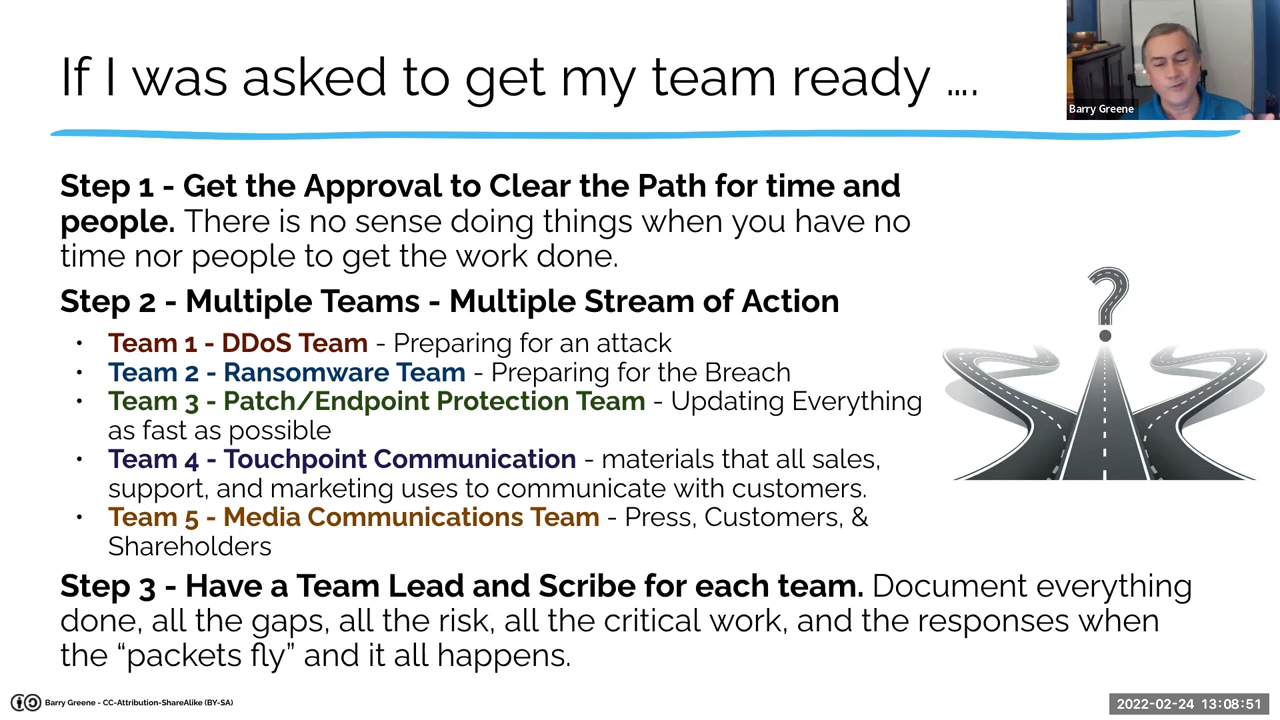 If I was asked to get my team ready ....
Barry Greene
Step 1 - Get the Approval to Clear the Path for time and
people. There is no sense doing things when you have no
time nor people to get the work done.
Step 2 - Multiple Teams - Multiple Stream of Action
• Team 1 - DDoS Team - Preparing for an attack
• Team 2 - Ransomware Team - Preparing for the Breach
• Team 3 - Patch/Endpoint Protection Team - Updating Everything
as fast as possible
• Team 4 - Touchpoint Communication - materials that all sales,
support, and marketing uses to communicate with customers.
• Team 5 - Media Communications Team - Press, Customers, &
Shareholders
Step 3 - Have a Team Lead and Scribe for each team. Document everything
done, all the gaps, all the risk, all the critical work, and the responses when
the “packets fly” and it all happens.
Barry Greene - CC-Attribution-ShareAlike (BY-SA)
2022-02-24 13:08:51